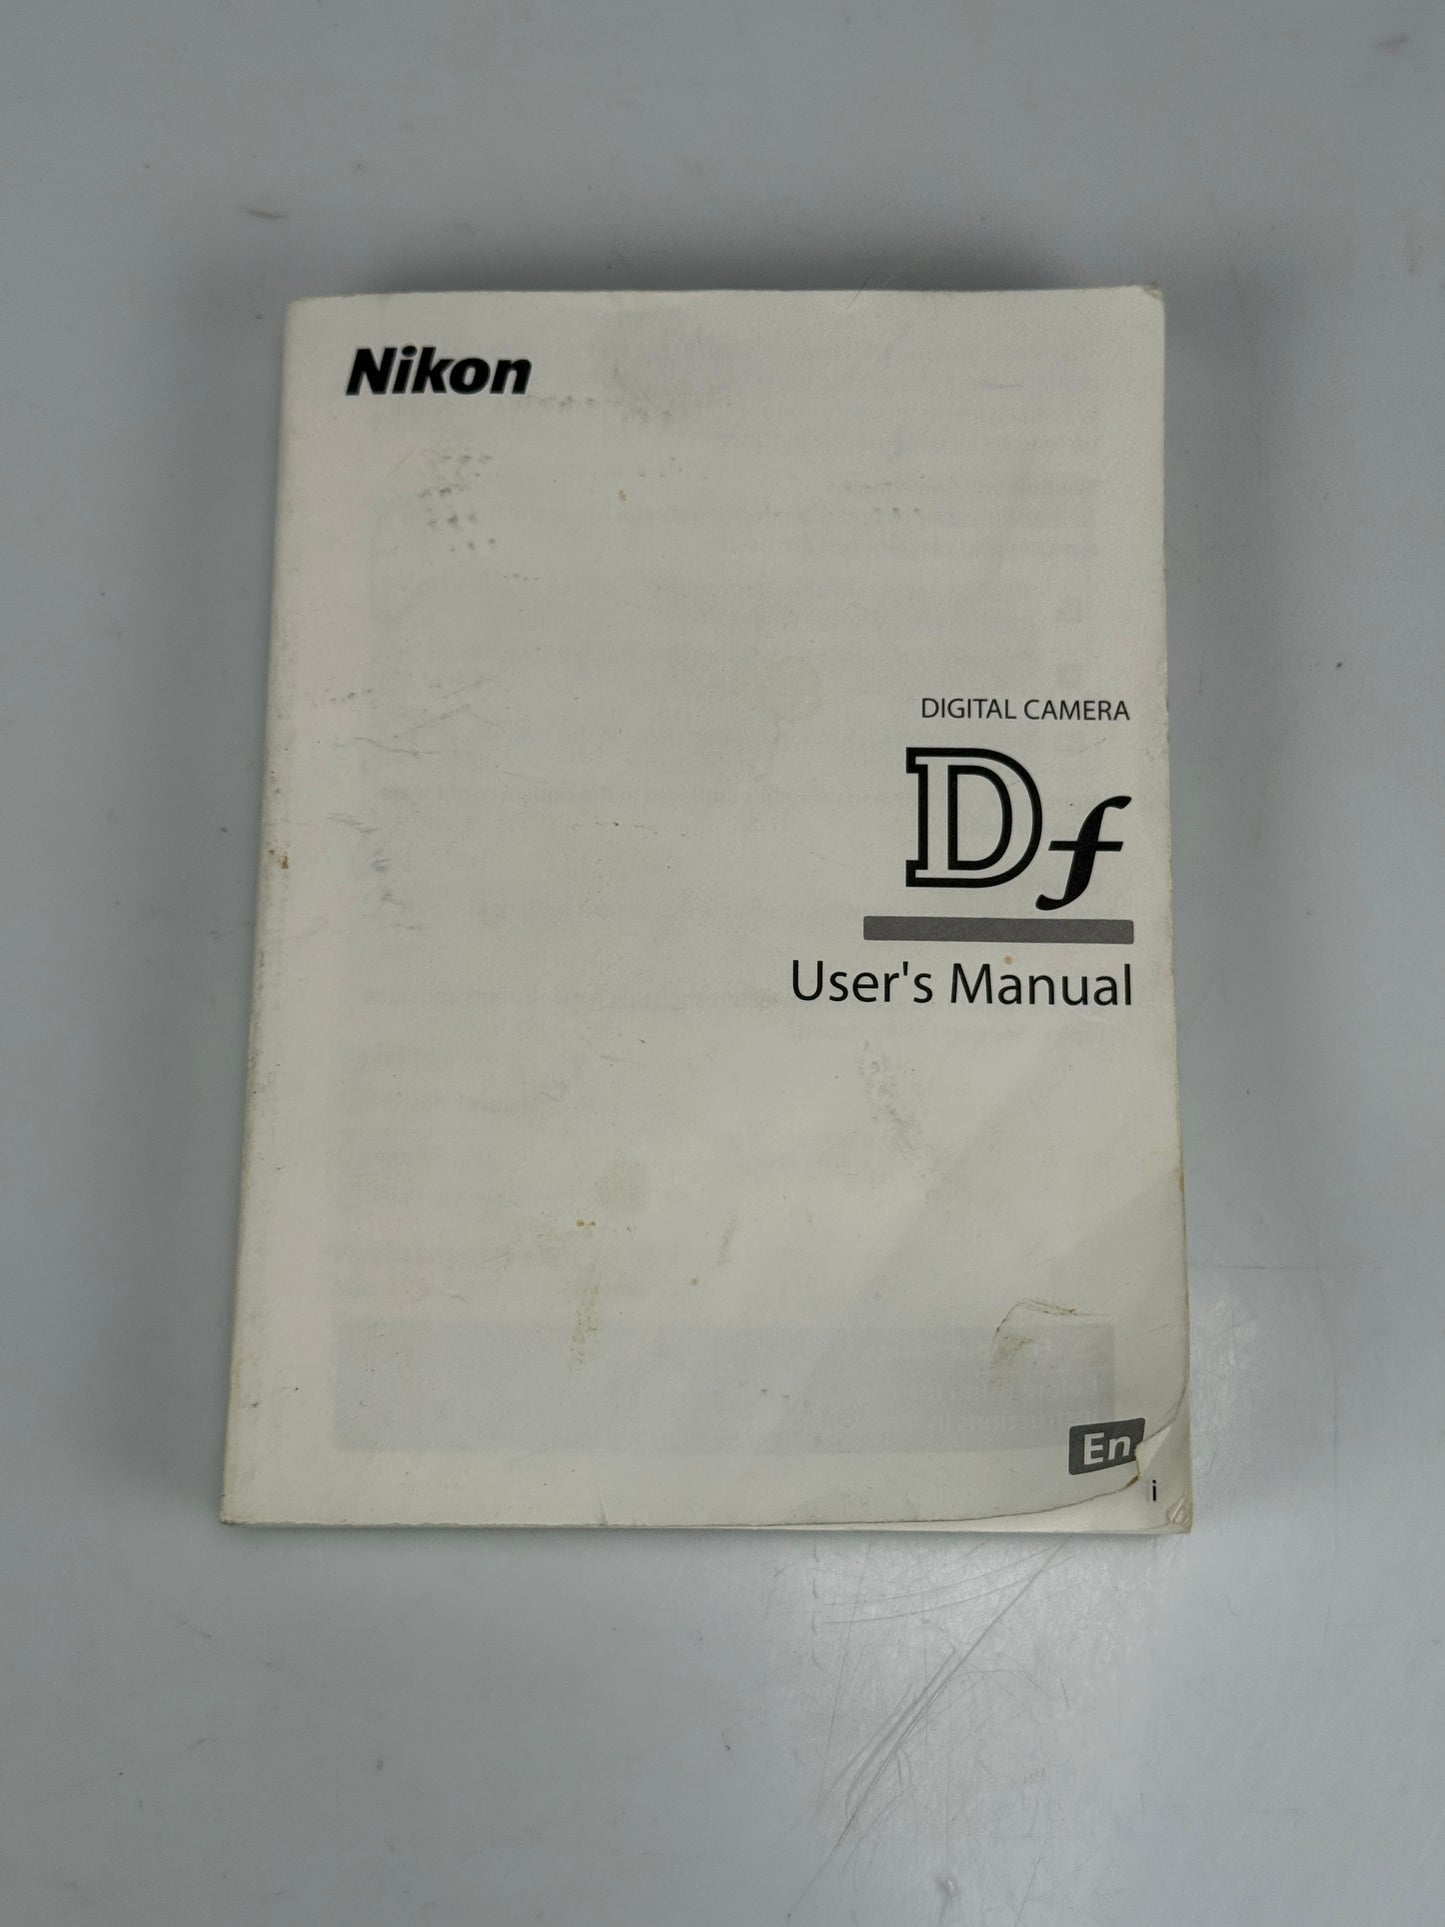 Nikon
DIGITAL CAMERA
Df
User's Manual
En
i